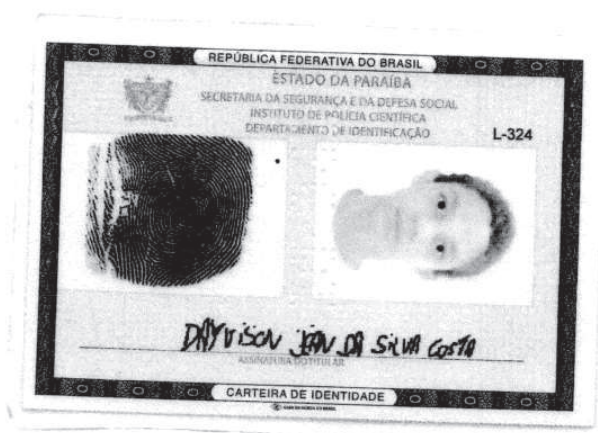 REPÚBLICA FEDERATIVA DO BRASIL
ESTADO DA PARAÍBA
SECRETARIA DA SEGURANÇA E DA DEFESA SOCIAL
INSTITUTO DE POLÍCIA CIENTÍFICA
DEPARTAMENTO DE IDENTIFICAÇÃO
L-324
DAYVISON JEAN DA SILVA COSTA
ASSINATURA DO TITULAR
CARTEIRA DE IDENTIDADE